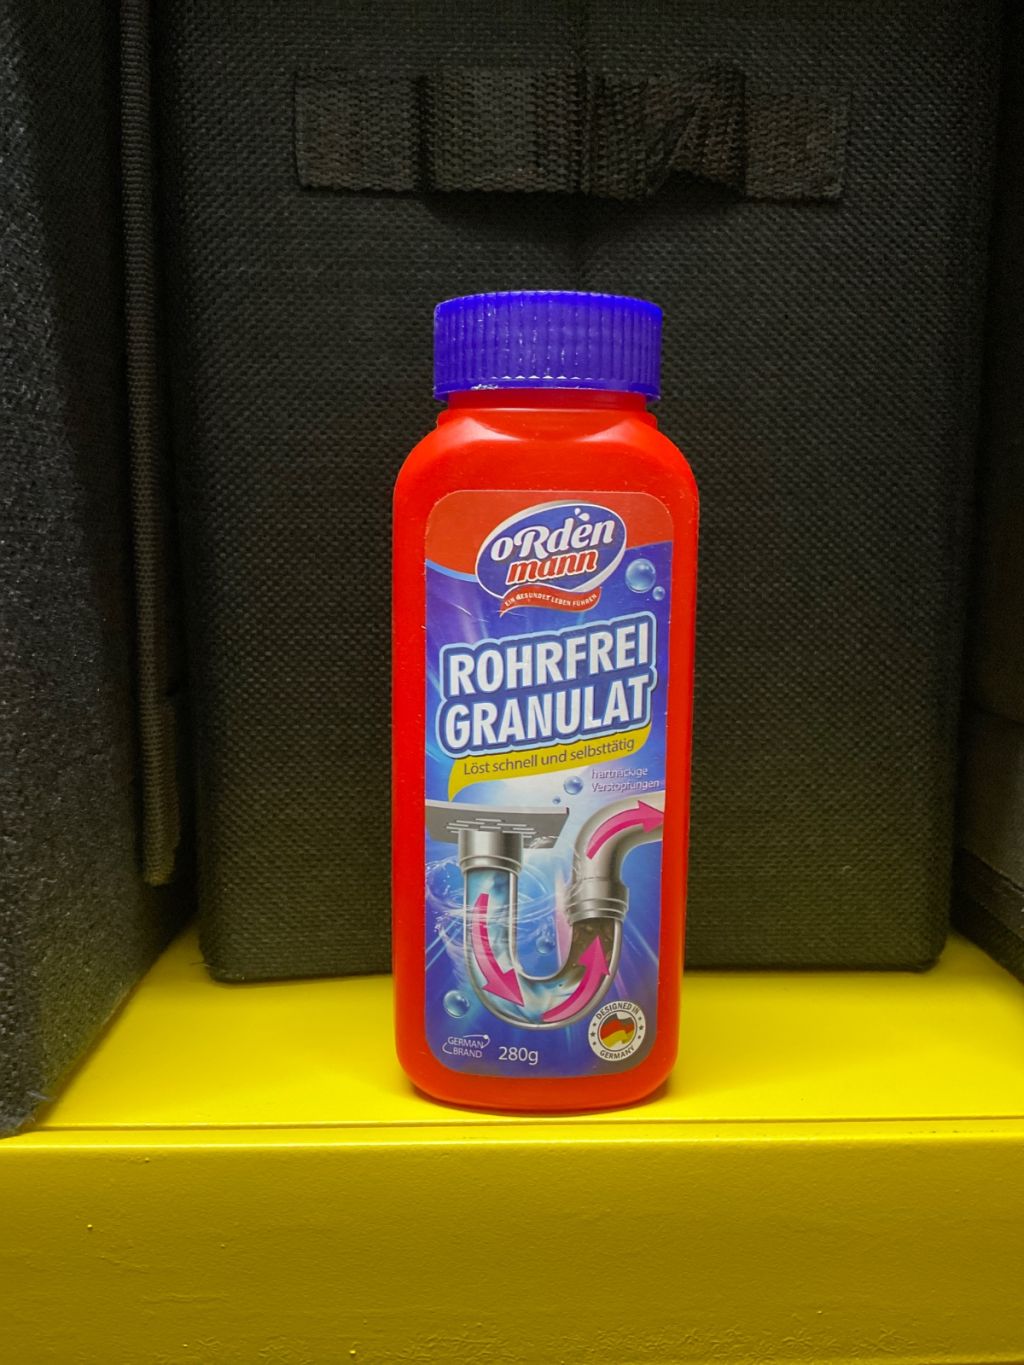 oRdèn
mann
EIN GESUNDES LEBEN FÜHREN
ROHRFREI
GRANULAT
Löst schnell und selbsttätig
hartnäckige
Verstopfungen
GERMAN
BRAND
280g
DESIGNED IN
GERMANY